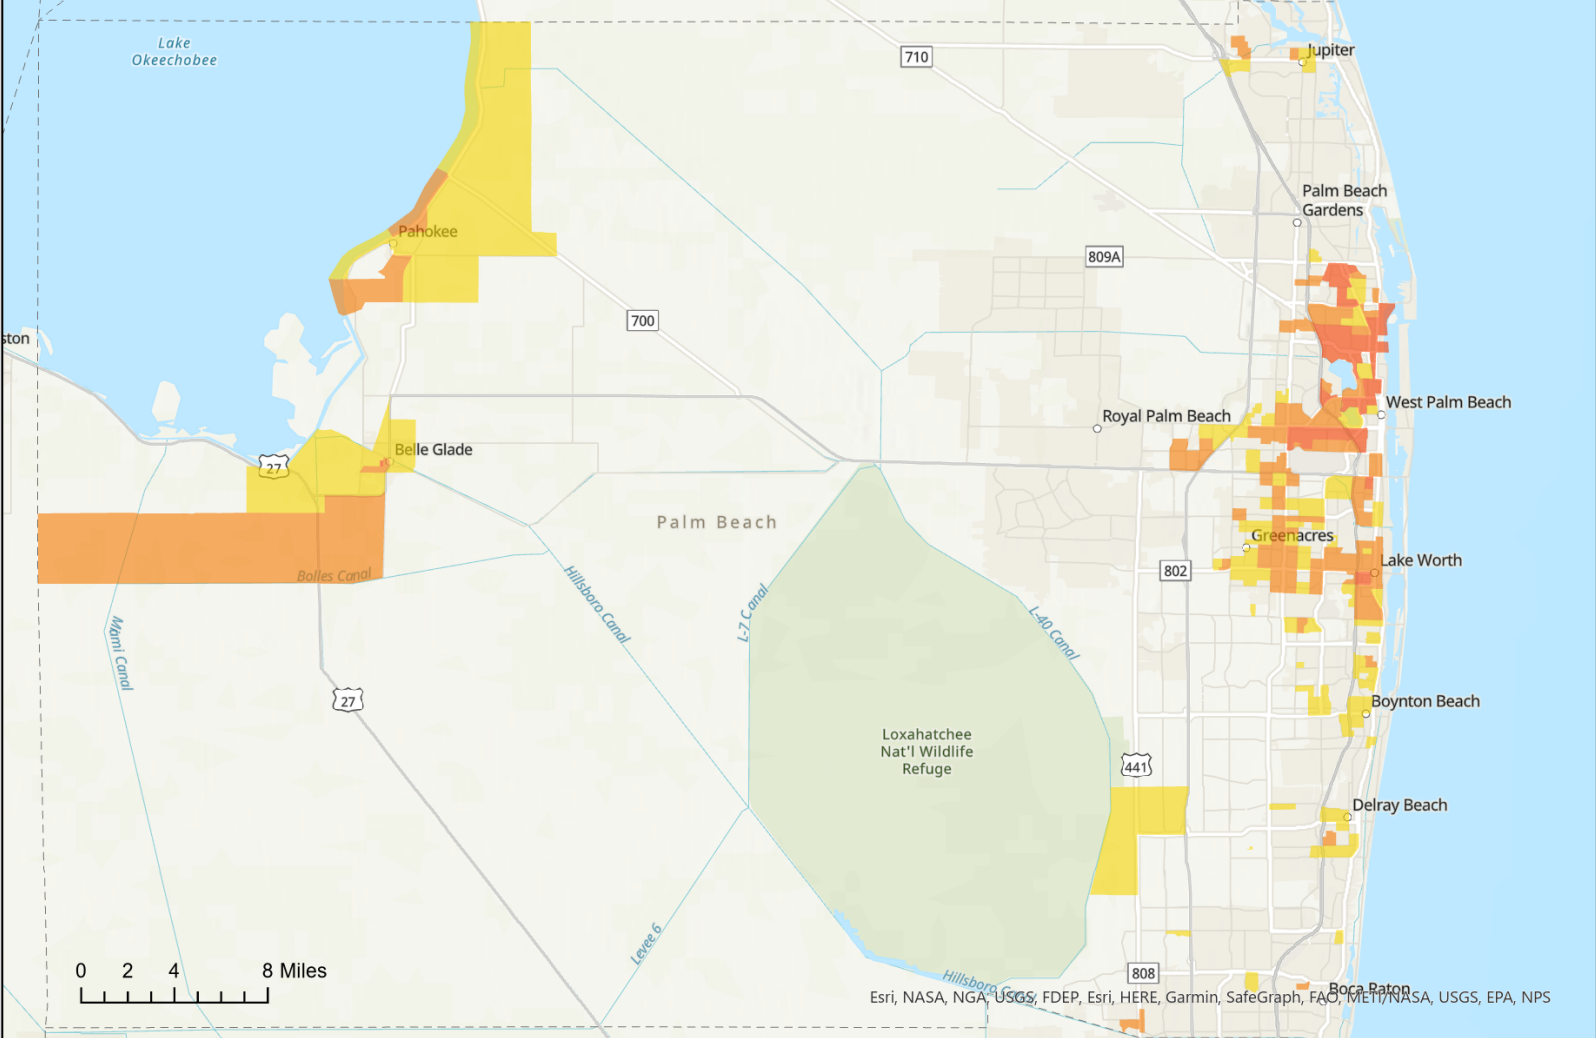 Lake
Okeechobee
710
Jupiter
Palm Beach
Gardens
Pahokee
809A
700
ston
West Palm Beach
Royal Palm Beach
Belle Glade
27
Palm Beach
Greenacres
Lake Worth
802
Bolles Canal
Hillsboro Canal
L-7 Canal
L-40 Canal
Miami Canal
27
Boynton Beach
Loxahatchee
Nat'l Wildlife
Refuge
441
Delray Beach
Levee 6
0 2 4 8 Miles
808
Hillsboro Canal
Boca Raton
Esri, NASA, NGA, USGS, FDEP, Esri, HERE, Garmin, SafeGraph, FAO, METI/NASA, USGS, EPA, NPS